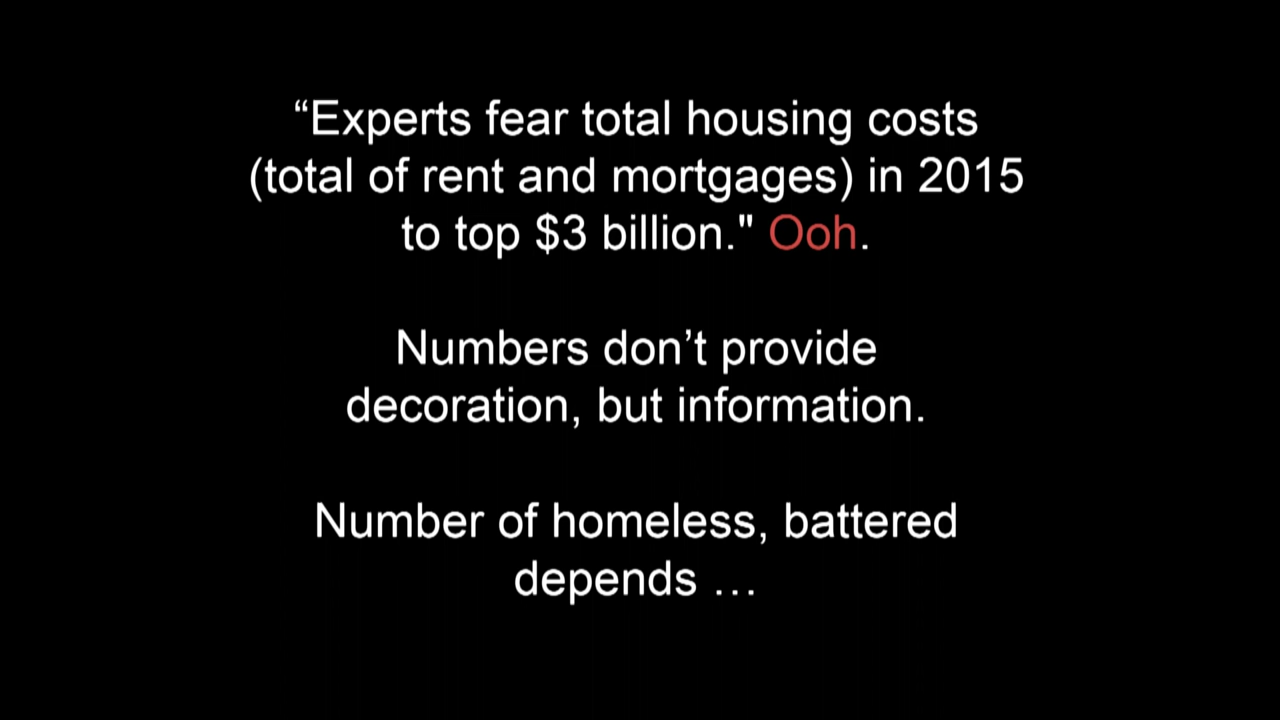 “Experts fear total housing costs
(total of rent and mortgages) in 2015
to top $3 billion." Ooh.
Numbers don’t provide
decoration, but information.
Number of homeless, battered
depends …